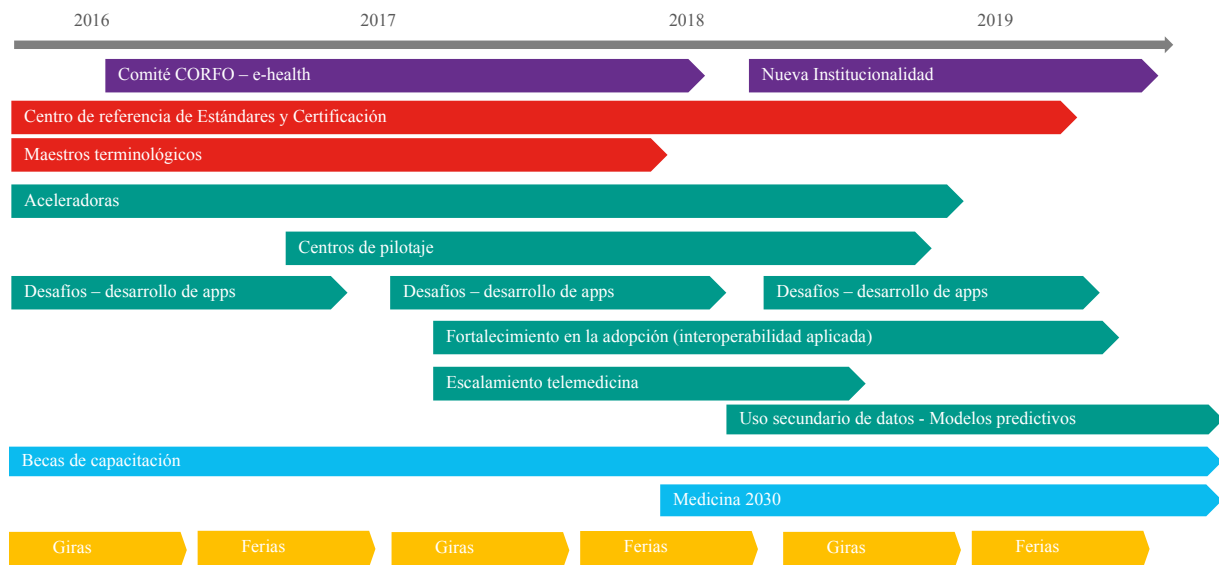 2016 2017 2018 2019
Comité CORFO – e-health Nueva Institucionalidad
Centro de referencia de Estándares y Certificación
Maestros terminológicos
Aceleradoras
Centros de pilotaje
Desafíos – desarrollo de apps Desafíos – desarrollo de apps Desafíos – desarrollo de apps
Fortalecimiento en la adopción (interoperabilidad aplicada)
Escalamiento telemedicina
Uso secundario de datos - Modelos predictivos
Becas de capacitación
Medicina 2030
Giras Ferias Giras Ferias Giras Ferias